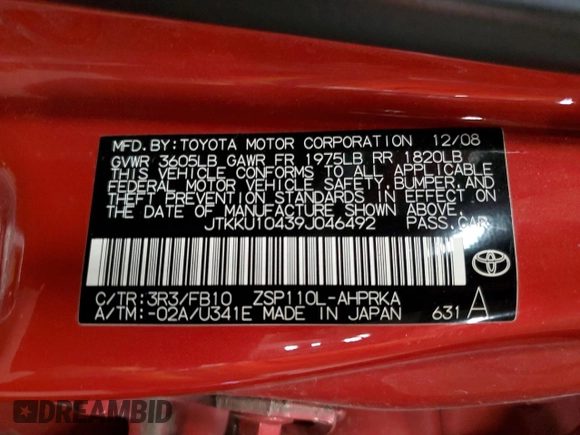 MFD. BY: TOYOTA MOTOR CORPORATION 12/08
GVWR 3605LB GAWR FR 1975LB RR 1820LB
THIS VEHICLE CONFORMS TO ALL APPLICABLE
FEDERAL MOTOR VEHICLE SAFETY, BUMPER, AND
THEFT PREVENTION STANDARDS IN EFFECT ON
THE DATE OF MANUFACTURE SHOWN ABOVE.
JTKKU10439J046492 PASS. CAR
TOYOTA
C/TR: 3R3/FB10 ZSP110L-AHPRKA
A/TM: -02A/U341E MADE IN JAPAN 631 A
DREAMBID